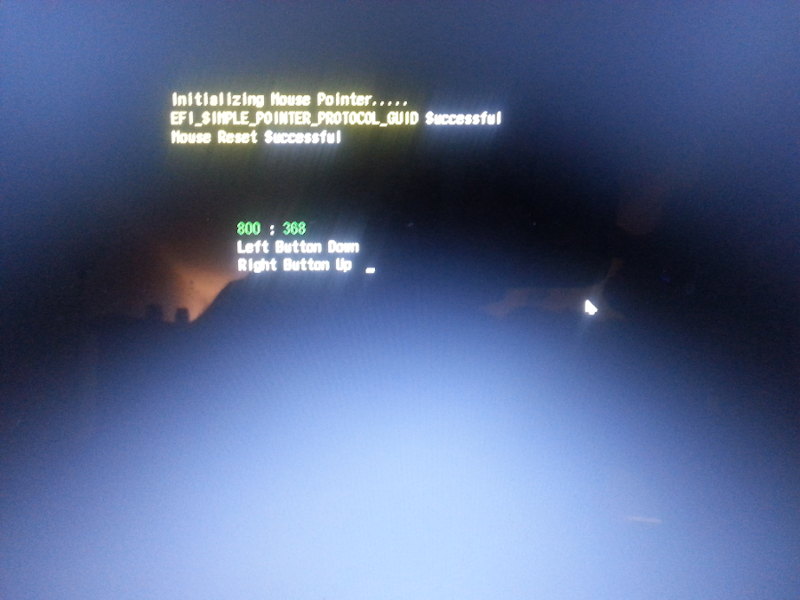 Initializing Mouse Pointer.....
EFI_SIMPLE_POINTER_PROTOCOL_GUID Successful
Mouse Reset Successful
800 : 368
Left Button Down
Right Button Up _